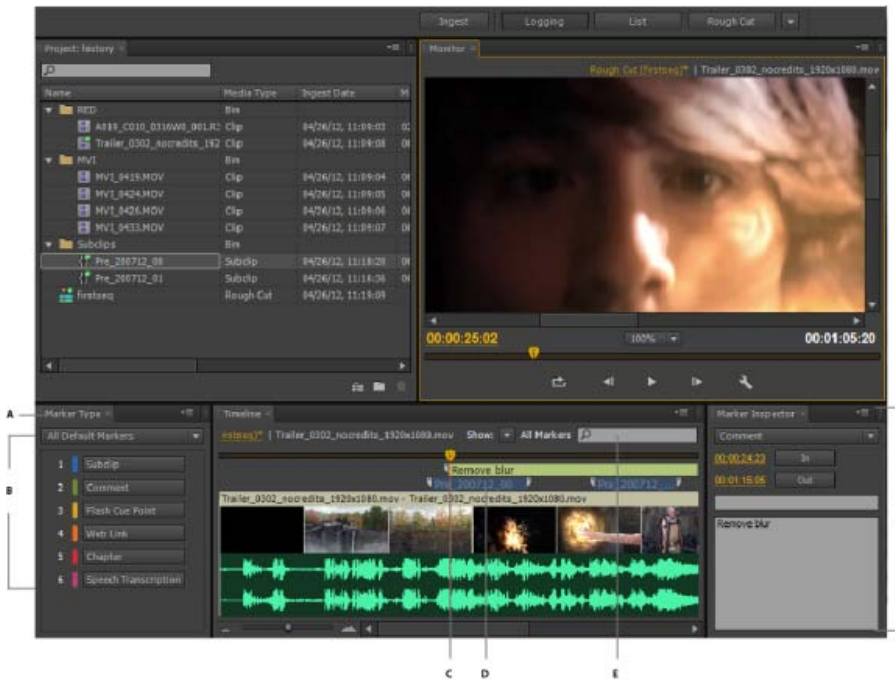 Ingest Logging List Rough Cut
Project: history
Monitor
Rough Cut (firstseq)* | Trailer_0302_nocredits_1920x1080.mov
Name Media Type Ingest Date M
RED Bin
A019_C010_0316W0_001.R3 Clip 04/26/12, 11:09:03
Trailer_0302_nocredits_192 Clip 04/26/12, 11:09:08
MVI Bin
MVI_0419.MOV Clip 04/26/12, 11:09:04
MVI_0424.MOV Clip 04/26/12, 11:09:05
MVI_0426.MOV Clip 04/26/12, 11:09:06
MVI_0433.MOV Clip 04/26/12, 11:09:07
Subclips Bin
Pre_200712_00 Subclip 04/26/12, 11:18:28
Pre_200712_01 Subclip 04/26/12, 11:18:36
firstseq Rough Cut 04/26/12, 11:19:09
00:00:25:02 100% 00:01:05:20
A
Marker Type
All Default Markers
B
1 Subclip
2 Comment
3 Flash Cue Point
4 Web Link
5 Chapter
6 Speech Transcription
Timeline
firstseq)* | Trailer_0302_nocredits_1920x1080.mov Show: All Markers
Remove blur
Pre_200712_00 Pre_200712_...
Trailer_0302_nocredits_1920x1080.mov - Trailer_0302_nocredits_1920x1080.mov
Marker Inspector
Comment
00:00:24:23 In
00:01:15:05 Out
Remove blur
C D E